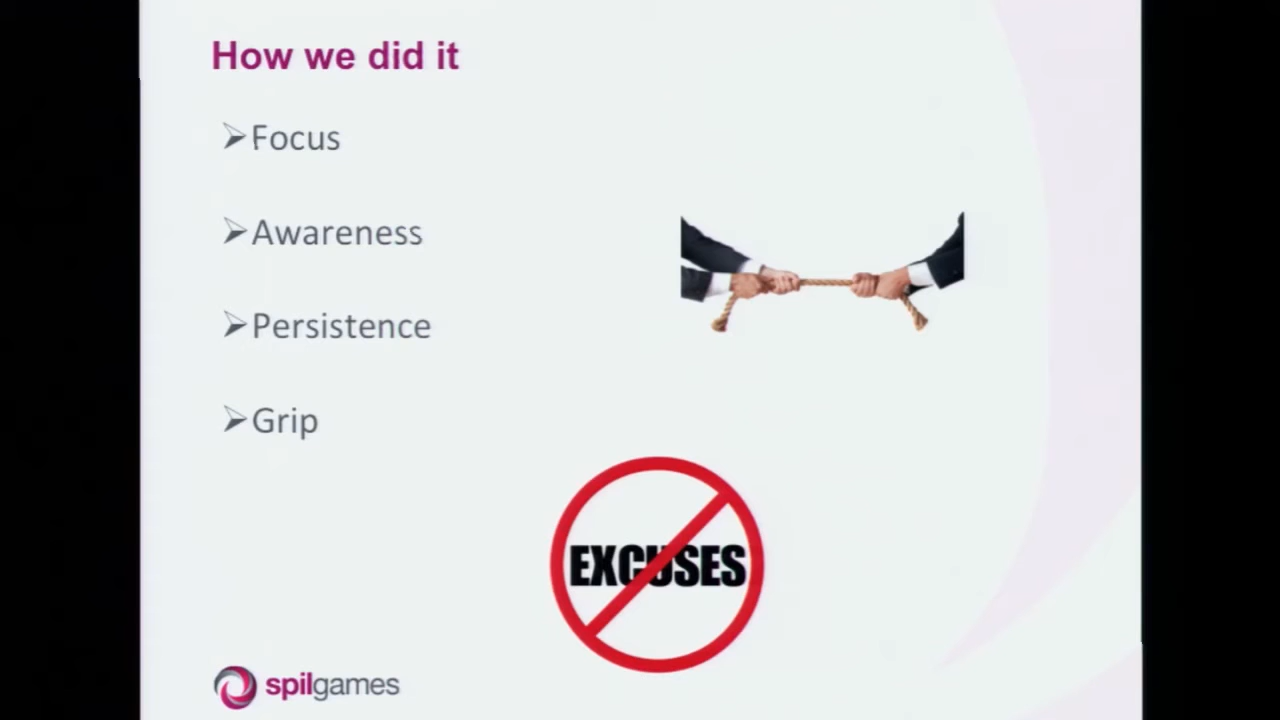 How we did it
Focus
Awareness
Persistence
Grip
EXCUSES
spilgames